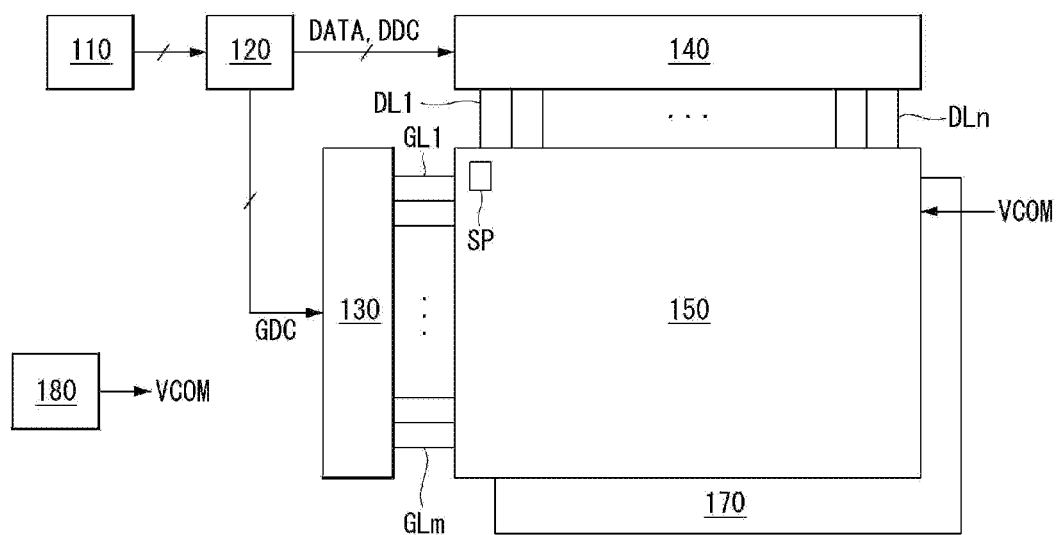 110
120
DATA, DDC
140
DL1
. . .
DLn
GL1
SP
VCOM
130
150
GDC
180
VCOM
GLm
170